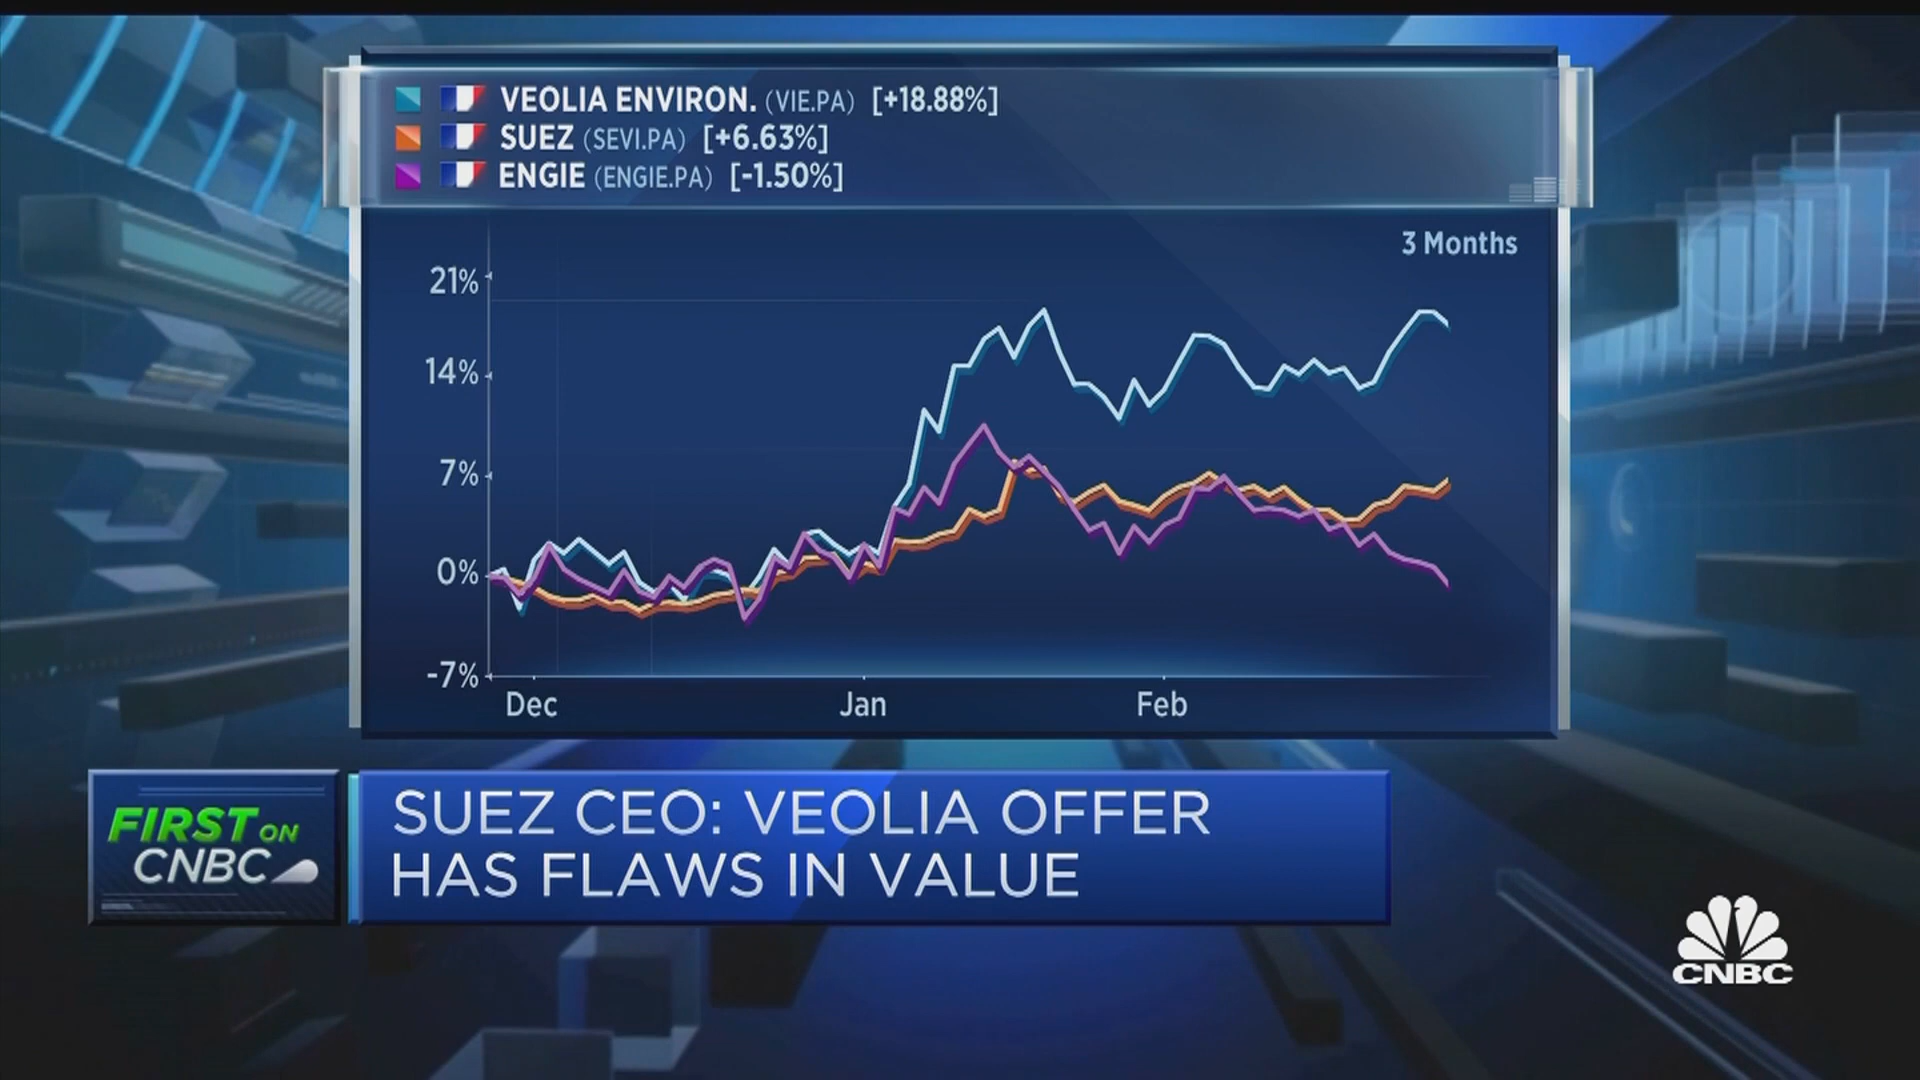 VEOLIA ENVIRON. (VIE.PA) [+18.88%]
SUEZ (SEVI.PA) [+6.63%]
ENGIE (ENGIE.PA) [-1.50%]
3 Months
21%
14%
7%
0%
-7%
Dec Jan Feb
FIRST ON
CNBC
SUEZ CEO: VEOLIA OFFER
HAS FLAWS IN VALUE
CNBC